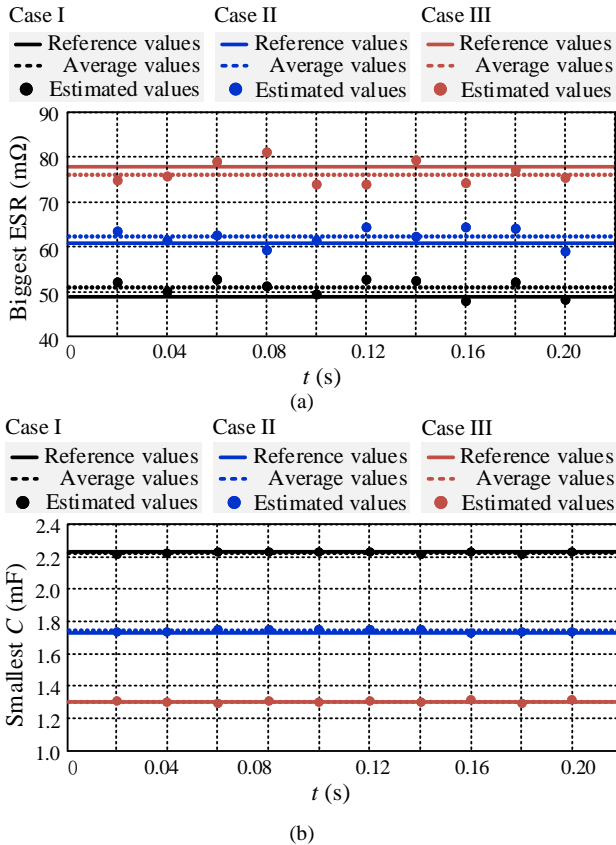 Case I Case II Case III
Reference values Reference values Reference values
Average values Average values Average values
Estimated values Estimated values Estimated values
90
80
70
60
50
40
Biggest ESR (mΩ)
0 0.04 0.08 0.12 0.16 0.20
t (s)
(a)
Case I Case II Case III
Reference values Reference values Reference values
Average values Average values Average values
Estimated values Estimated values Estimated values
2.4
2.2
2.0
1.8
1.6
1.4
1.2
1.0
Smallest C (mF)
0 0.04 0.08 0.12 0.16 0.20
t (s)
(b)